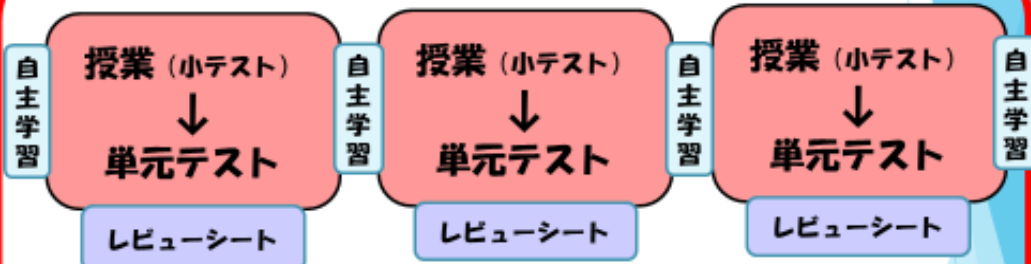 自主学習
授業（小テスト）
↓
単元テスト
レビューシート
自主学習
授業（小テスト）
↓
単元テスト
レビューシート
自主学習
授業（小テスト）
↓
単元テスト
レビューシート
自主学習